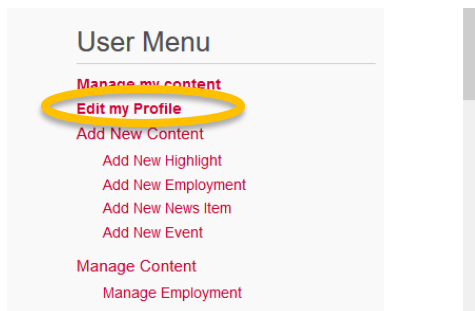 User Menu
Manage my content
Edit my Profile
Add New Content
Add New Highlight
Add New Employment
Add New News Item
Add New Event
Manage Content
Manage Employment